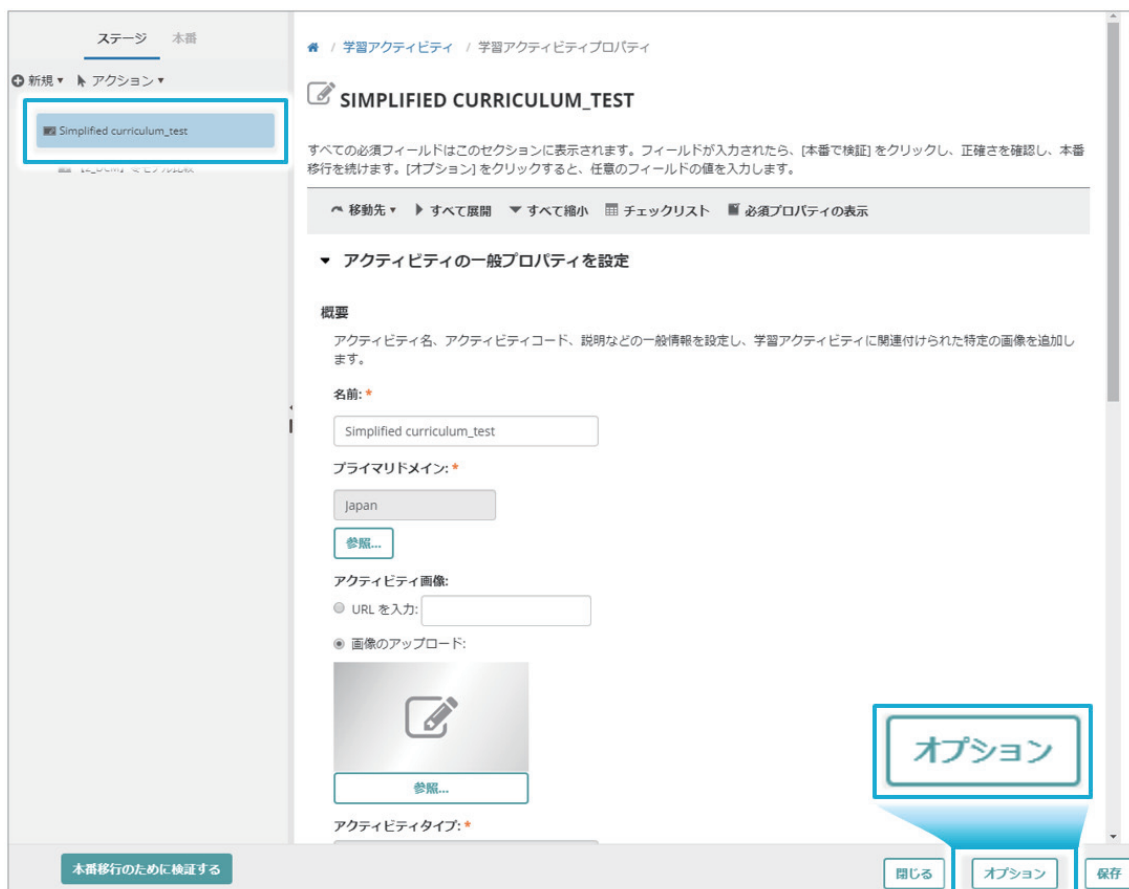 ステージ 本番
新規 アクション
Simplified curriculum_test
/ 学習アクティビティ / 学習アクティビティプロパティ
SIMPLIFIED CURRICULUM_TEST
すべての必須フィールドはこのセクションに表示されます。フィールドが入力されたら、[本番で検証] をクリックし、正確さを確認し、本番
移行を続けます。[オプション] をクリックすると、任意のフィールドの値を入力します。
移動先 すべて展開 すべて縮小 チェックリスト 必須プロパティの表示
アクティビティの一般プロパティを設定
概要
アクティビティ名、アクティビティコード、説明などの一般情報を設定し、学習アクティビティに関連付けられた特定の画像を追加し
ます。
名前: *
Simplified curriculum_test
プライマリドメイン: *
Japan
参照...
アクティビティ画像:
URL を入力:
画像のアップロード:
参照...
アクティビティタイプ: *
オプション
本番移行のために検証する
閉じる オプション 保存